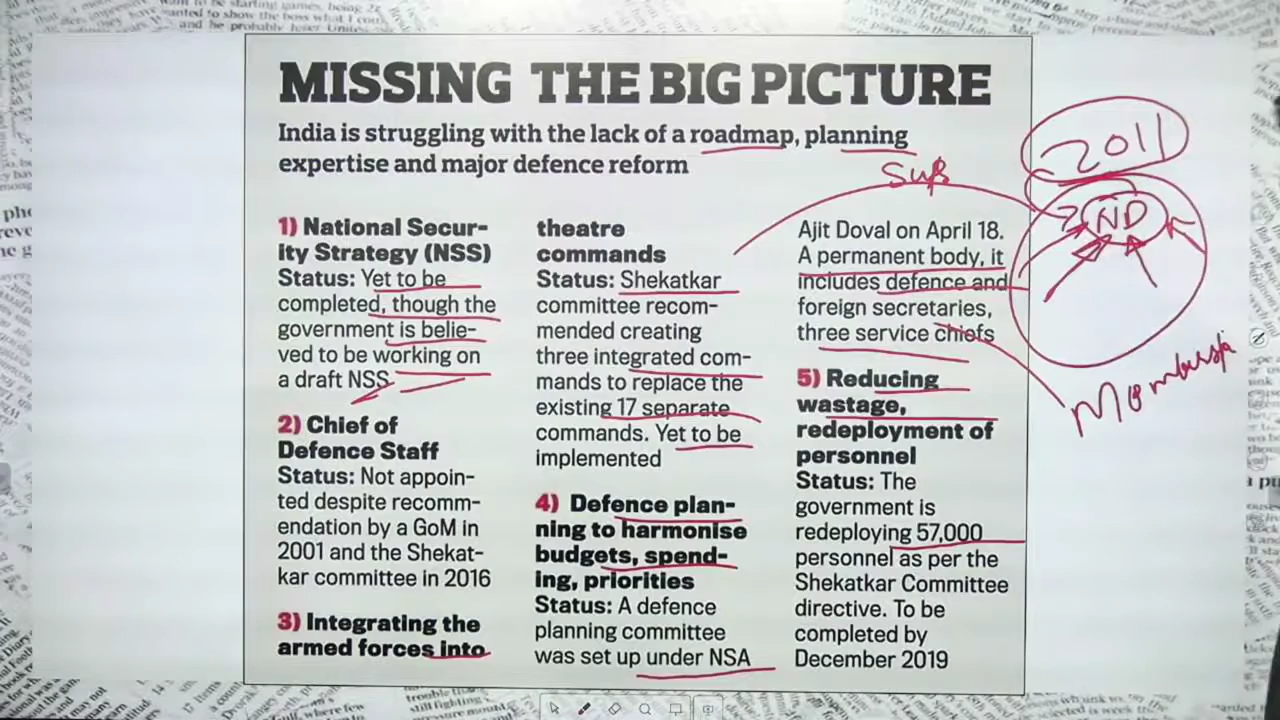 MISSING THE BIG PICTURE
India is struggling with the lack of a roadmap, planning
expertise and major defence reform
1) National Secur-
ity Strategy (NSS)
Status: Yet to be
completed, though the
government is belie-
ved to be working on
a draft NSS
2) Chief of
Defence Staff
Status: Not appoin-
ted despite recomm-
endation by a GoM in
2001 and the Shekat-
kar committee in 2016
3) Integrating the
armed forces into
theatre
commands
Status: Shekatkar
committee recom-
mended creating
three integrated com-
mands to replace the
existing 17 separate
commands. Yet to be
implemented
4) Defence plan-
ning to harmonise
budgets, spend-
ing, priorities
Status: A defence
planning committee
was set up under NSA
Ajit Doval on April 18.
A permanent body, it
includes defence and
foreign secretaries,
three service chiefs
5) Reducing
wastage,
redeployment of
personnel
Status: The
government is
redeploying 57,000
personnel as per the
Shekatkar Committee
directive. To be
completed by
December 2019
2011
ND